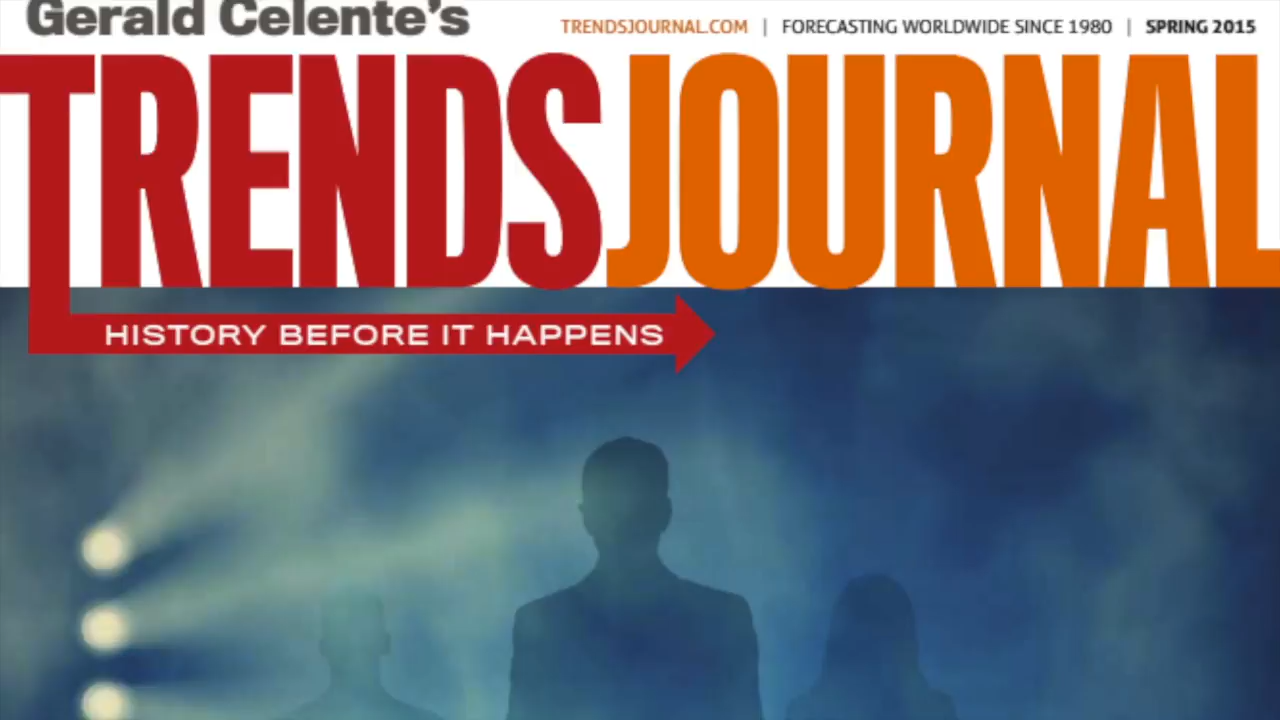 Gerald Celente's
TRENDSJOURNAL.COM | FORECASTING WORLDWIDE SINCE 1980 | SPRING 2015
TRENDSJOURNAL
HISTORY BEFORE IT HAPPENS